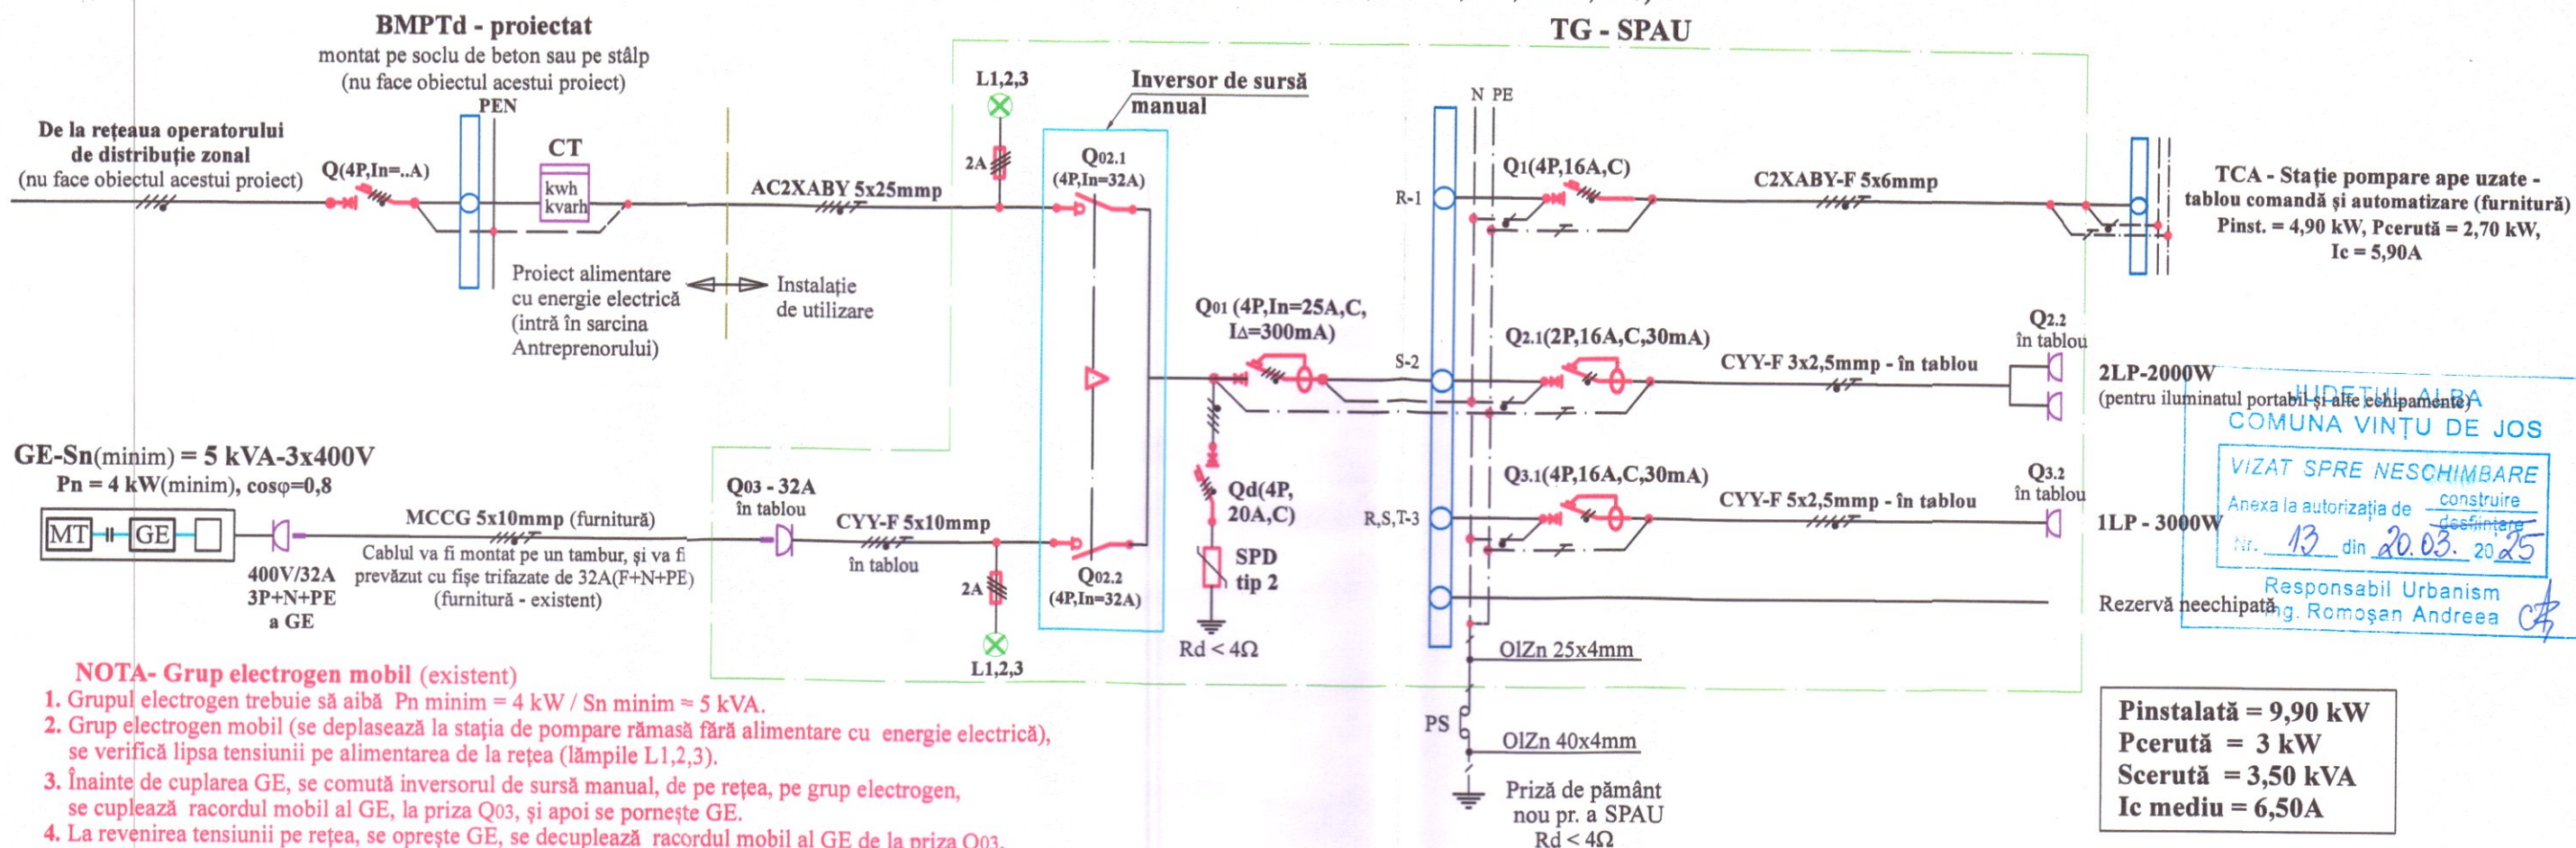 BMPTd - proiectat
montat pe soclu de beton sau pe stâlp
(nu face obiectul acestui proiect)
PEN
De la rețeaua operatorului
de distribuție zonal
(nu face obiectul acestui proiect)
Q(4P,In=..A)
CT
kwh
kvarh
AC2XABY 5x25mmp
Proiect alimentare
cu energie electrică
(intră în sarcina
Antreprenorului)
Instalație
de utilizare
TG - SPAU
L1,2,3
2A
Inversor de sursă
manual
Q02.1
(4P,In=32A)
Q02.2
(4P,In=32A)
Q01 (4P,In=25A,C,
IΔ=300mA)
Qd(4P,
20A,C)
SPD
tip 2
Rd < 4Ω
N PE
R-1
Q1(4P,16A,C)
C2XABY-F 5x6mmp
TCA - Stație pompare ape uzate -
tablou comandă și automatizare (furnitură)
Pinst. = 4,90 kW, Pcerută = 2,70 kW,
Ic = 5,90A
S-2
Q2.1(2P,16A,C,30mA)
CYY-F 3x2,5mmp - în tablou
Q2.2
în tablou
2LP-2000W
(pentru iluminatul portabil și alte echipamente)
R,S,T-3
Q3.1(4P,16A,C,30mA)
CYY-F 5x2,5mmp - în tablou
Q3.2
în tablou
1LP - 3000W
Rezervă neechipată
JUDEȚUL ALBA
COMUNA VINȚU DE JOS
VIZAT SPRE NESCHIMBARE
Anexa la autorizația de construire
desființare
Nr. 13 din 20.03. 2025
Responsabil Urbanism
Ing. Romoșan Andreea
GE-Sn(minim) = 5 kVA-3x400V
Pn = 4 kW(minim), cosφ=0,8
MT
GE
400V/32A
3P+N+PE
a GE
MCCG 5x10mmp (furnitură)
Cablul va fi montat pe un tambur, și va fi
prevăzut cu fișe trifazate de 32A(F+N+PE)
(furnitură - existent)
Q03 - 32A
în tablou
CYY-F 5x10mmp
în tablou
2A
L1,2,3
OlZn 25x4mm
PS
OlZn 40x4mm
Priză de pământ
nou pr. a SPAU
Rd < 4Ω
Pinstalată = 9,90 kW
Pcerută = 3 kW
Scerută = 3,50 kVA
Ic mediu = 6,50A
NOTA- Grup electrogen mobil (existent)
1. Grupul electrogen trebuie să aibă Pn minim = 4 kW / Sn minim = 5 kVA.
2. Grup electrogen mobil (se deplasează la stația de pompare rămasă fără alimentare cu energie electrică),
se verifică lipsa tensiunii pe alimentarea de la rețea (lămpile L1,2,3).
3. Înainte de cuplarea GE, se comută inversorul de sursă manual, de pe rețea, pe grup electrogen,
se cuplează racordul mobil al GE, la priza Q03, și apoi se pornește GE.
4. La revenirea tensiunii pe rețea, se oprește GE, se decuplează racordul mobil al GE de la priza Q03.